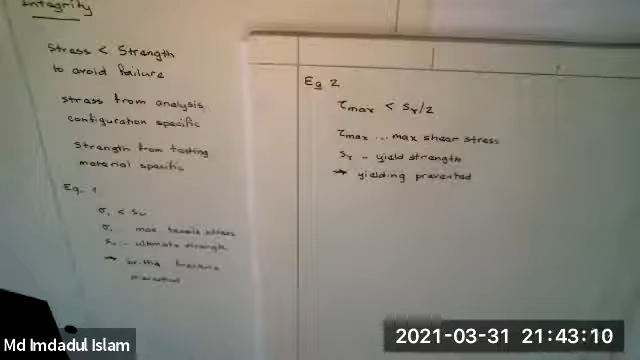 Integrity
Stress < Strength
to avoid failure
stress from analysis
configuration specific
strength from testing
material specific
Eg. 1
σ₁ < Su
σ₁ ... max tensile stress
Su .. ultimate strength
→ brittle fracture
prevented
Eg 2
τmax < Sy/2
τmax ... max shear stress
Sy .. yield strength
→ yielding prevented
Md Imdadul Islam
2021-03-31 21:43:10